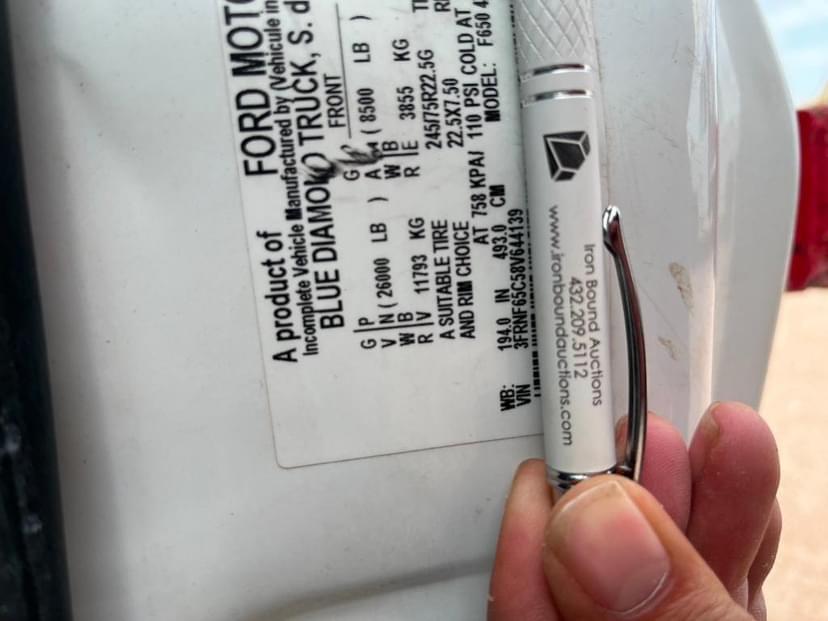 A product of FORD MOTO
Incomplete Vehicle Manufactured by (Vehicule in
BLUE DIAMOND TRUCK, S. d
FRONT
G P G
V N ( 26000 LB ) A ( 8500 LB )
W B W B
R V 11793 KG R E 3855 KG
A SUITABLE TIRE 245/75R22.5G
AND RIM CHOICE 22.5X7.50
AT 758 KPA/ 110 PSI COLD AT
WB: 194.0 IN 493.0 CM MODEL: F650 4
VIN 3FRNF65C58V644139
Iron Bound Auctions
432.209.5112
www.ironboundauctions.com